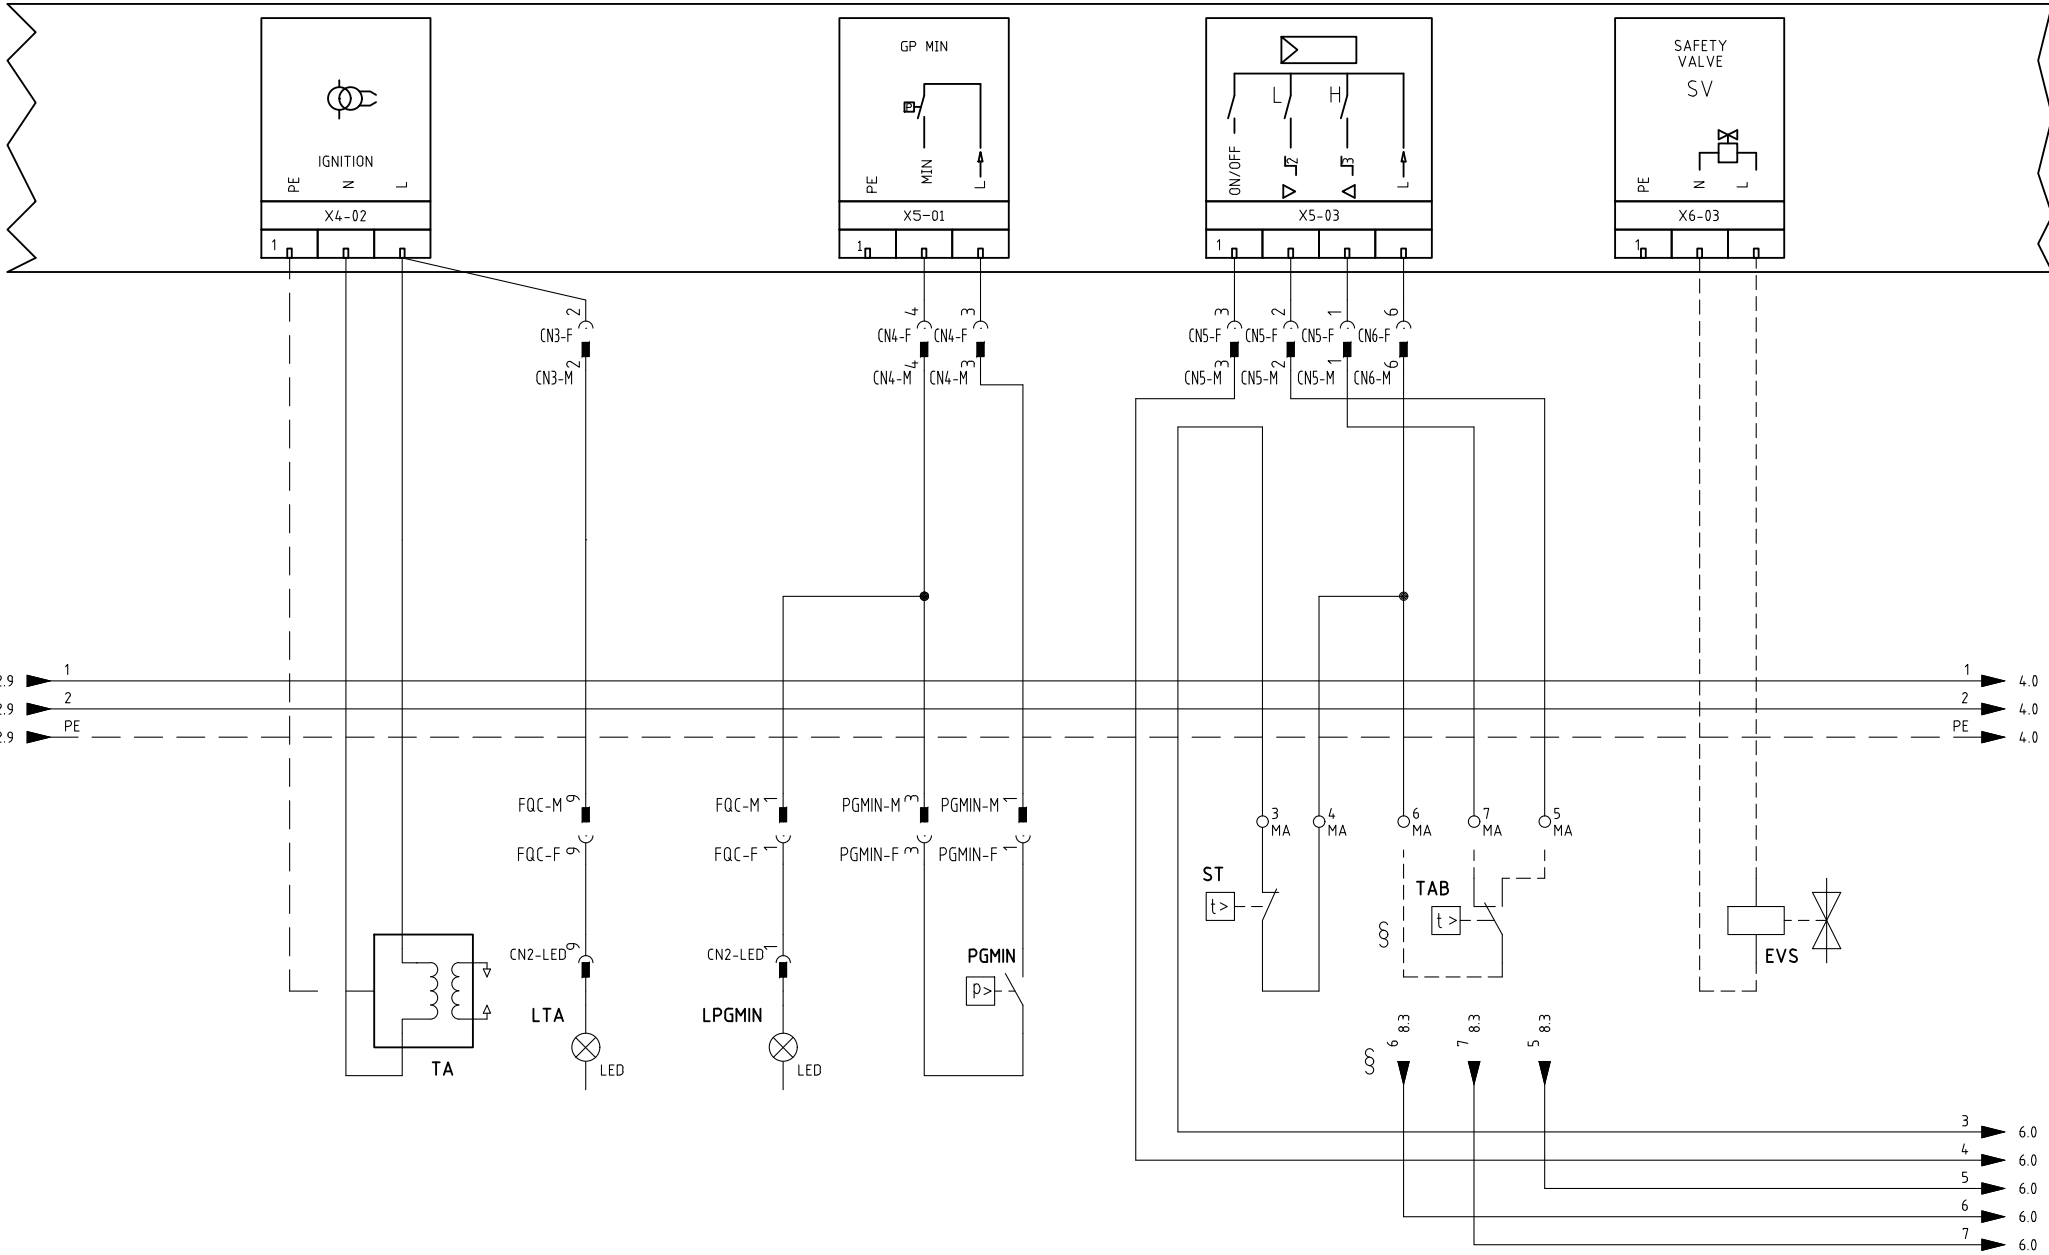 GP MIN
SAFETY
VALVE
SV
L H
P
IGNITION
PE N L
PE MIN L
ON/OFF 2 3 L
PE N L
X4-02
X5-01
X5-03
X6-03
1
1
1
1
2 4 3 3 2 1 6
CN3-F CN4-F CN4-F CN5-F CN5-F CN5-F CN6-F
2 4 3 3 2 1 6
CN3-M CN4-M CN4-M CN5-M CN5-M CN5-M CN6-M
2.9 1 1 4.0
2.9 2 2 4.0
2.9 PE PE 4.0
FQC-M 9 FQC-M 1 PGMIN-M 3 PGMIN-M 1
3 4 6 7 5
MA MA MA MA MA
FQC-F 9 FQC-F 1 PGMIN-F 3 PGMIN-F 1
ST
t>
TAB
t>
§
CN2-LED 9 CN2-LED 1
PGMIN
p>
EVS
LTA LPGMIN
TA
LED LED
§
6 8.3
7 8.3
5 8.3
3 6.0
4 6.0
5 6.0
6 6.0
7 6.0